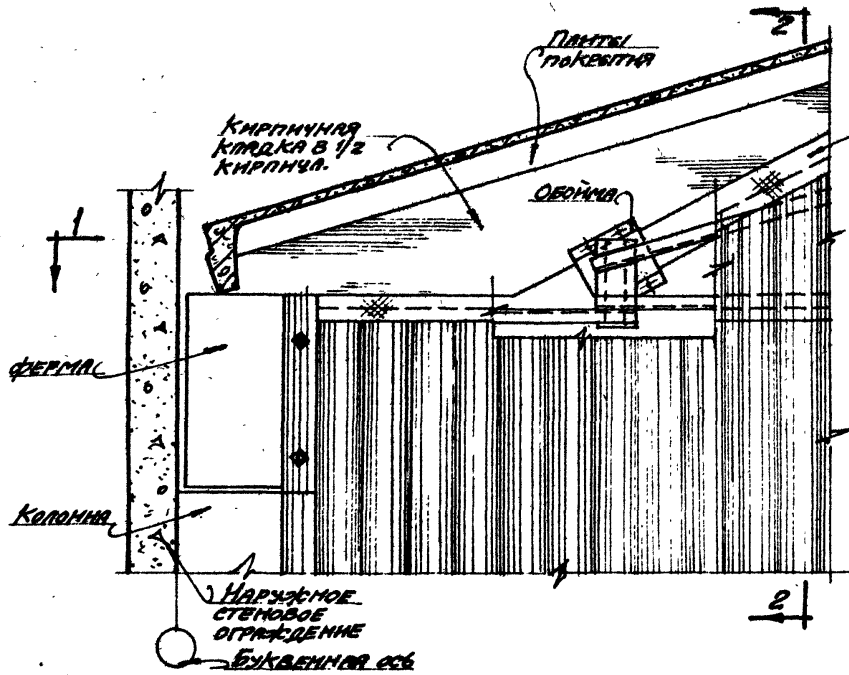 2
Плиты
покрытия
Кирпичная
кладка в 1/2
кирпича.
Обойма
1
Ферма
Колонна
Наружное
стеновое
ограждение
2
Буквенная ось